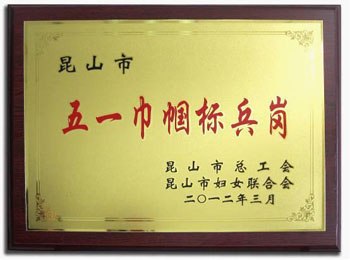 昆山市
五一巾帼标兵岗
昆山市总工会
昆山市妇女联合会
二〇一二年三月